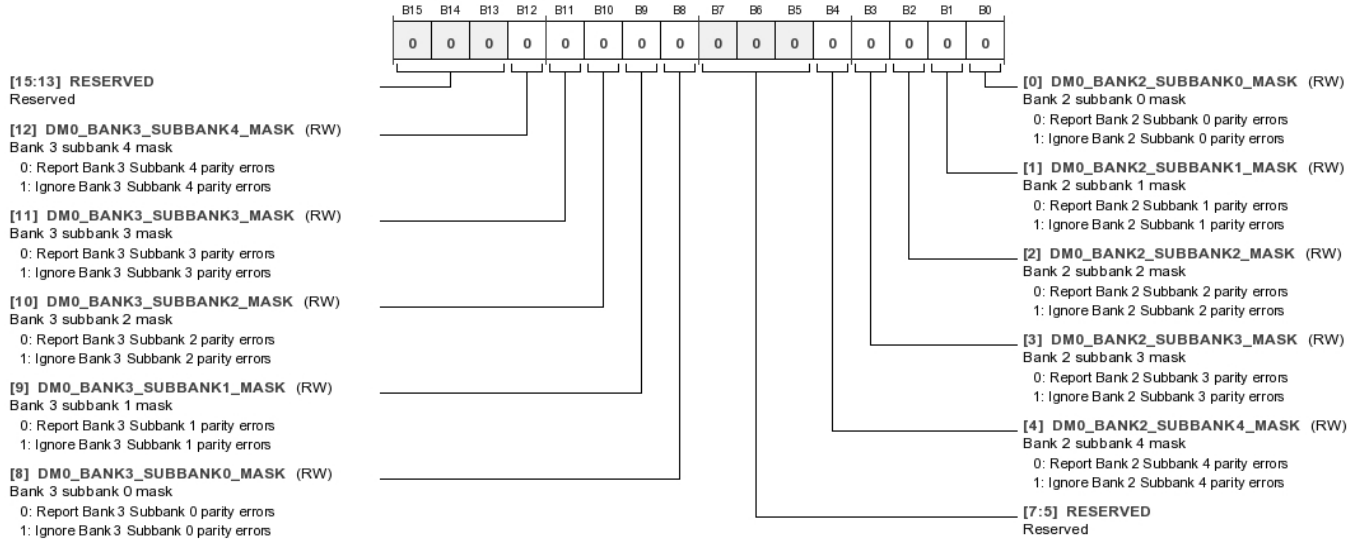 B15 B14 B13 B12 B11 B10 B9 B8 B7 B6 B5 B4 B3 B2 B1 B0
0 0 0 0 0 0 0 0 0 0 0 0 0 0 0 0
[15:13] RESERVED
Reserved
[12] DM0_BANK3_SUBBANK4_MASK (RW)
Bank 3 subbank 4 mask
0: Report Bank 3 Subbank 4 parity errors
1: Ignore Bank 3 Subbank 4 parity errors
[11] DM0_BANK3_SUBBANK3_MASK (RW)
Bank 3 subbank 3 mask
0: Report Bank 3 Subbank 3 parity errors
1: Ignore Bank 3 Subbank 3 parity errors
[10] DM0_BANK3_SUBBANK2_MASK (RW)
Bank 3 subbank 2 mask
0: Report Bank 3 Subbank 2 parity errors
1: Ignore Bank 3 Subbank 2 parity errors
[9] DM0_BANK3_SUBBANK1_MASK (RW)
Bank 3 subbank 1 mask
0: Report Bank 3 Subbank 1 parity errors
1: Ignore Bank 3 Subbank 1 parity errors
[8] DM0_BANK3_SUBBANK0_MASK (RW)
Bank 3 subbank 0 mask
0: Report Bank 3 Subbank 0 parity errors
1: Ignore Bank 3 Subbank 0 parity errors
[0] DM0_BANK2_SUBBANK0_MASK (RW)
Bank 2 subbank 0 mask
0: Report Bank 2 Subbank 0 parity errors
1: Ignore Bank 2 Subbank 0 parity errors
[1] DM0_BANK2_SUBBANK1_MASK (RW)
Bank 2 subbank 1 mask
0: Report Bank 2 Subbank 1 parity errors
1: Ignore Bank 2 Subbank 1 parity errors
[2] DM0_BANK2_SUBBANK2_MASK (RW)
Bank 2 subbank 2 mask
0: Report Bank 2 Subbank 2 parity errors
1: Ignore Bank 2 Subbank 2 parity errors
[3] DM0_BANK2_SUBBANK3_MASK (RW)
Bank 2 subbank 3 mask
0: Report Bank 2 Subbank 3 parity errors
1: Ignore Bank 2 Subbank 3 parity errors
[4] DM0_BANK2_SUBBANK4_MASK (RW)
Bank 2 subbank 4 mask
0: Report Bank 2 Subbank 4 parity errors
1: Ignore Bank 2 Subbank 4 parity errors
[7:5] RESERVED
Reserved